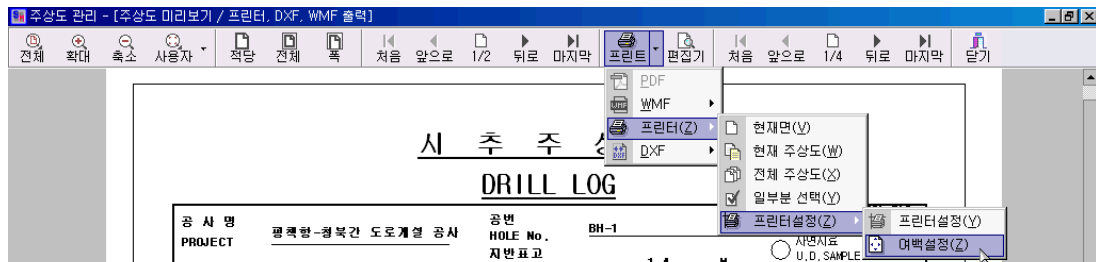 주상도 관리 - [주상도 미리보기 / 프린터, DXF, WMF 출력]
전체 확대 축소 사용자 적당 전체 폭 처음 앞으로 1/2 뒤로 마지막 프린트 편집기 처음 앞으로 1/4 뒤로 마지막 닫기
PDF
WMF
프린터(Z)
DXF
현재면(V)
현재 주상도(W)
전체 주상도(X)
일부분 선택(Y)
프린터설정(Z)
프린터설정(Y)
여백설정(Z)
시 추 주
DRILL LOG
공 사 명
PROJECT
평택항-청북간 도로개설 공사
공번
HOLE No.
BH-1
지반표고
자연시료
U.D.SAMPLE